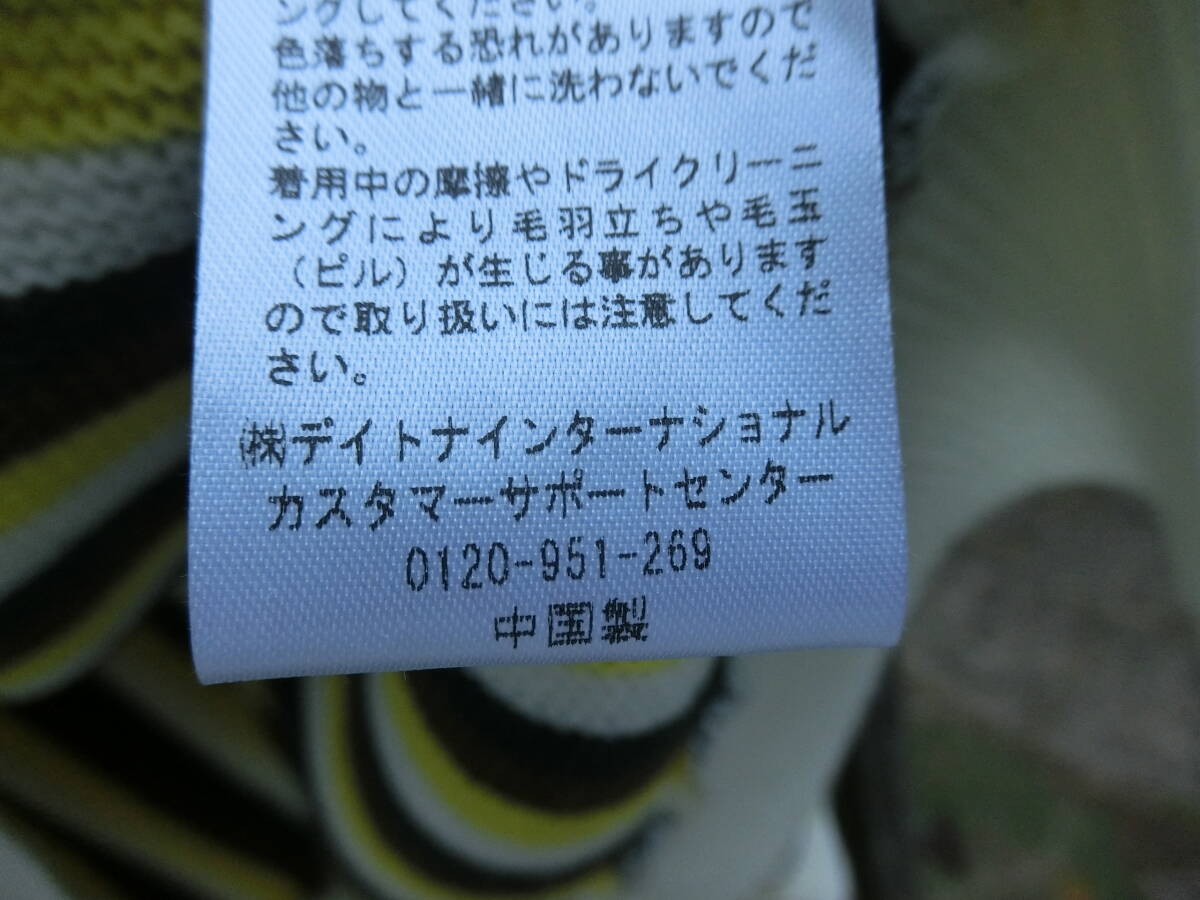 ングしてください。
色落ちする恐れがありますので
他の物と一緒に洗わないでくだ
さい。
着用中の摩擦やドライクリーニ
ングにより毛羽立ちや毛玉
（ピル）が生じる事があります
ので取り扱いには注意してくだ
さい。
㈱デイトナインターナショナル
カスタマーサポートセンター
0120-951-269
中国製